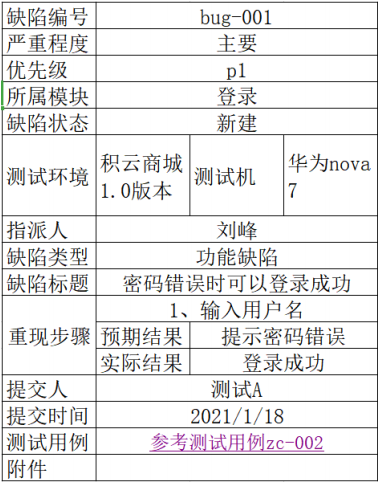 缺陷编号 bug-001
严重程度 主要
优先级 p1
所属模块 登录
缺陷状态 新建
测试环境 积云商城 测试机 华为nova
1.0版本 7
指派人 刘峰
缺陷类型 功能缺陷
缺陷标题 密码错误时可以登录成功
重现步骤 1、输入用户名
预期结果 提示密码错误
实际结果 登录成功
提交人 测试A
提交时间 2021/1/18
测试用例 参考测试用例zc-002
附件